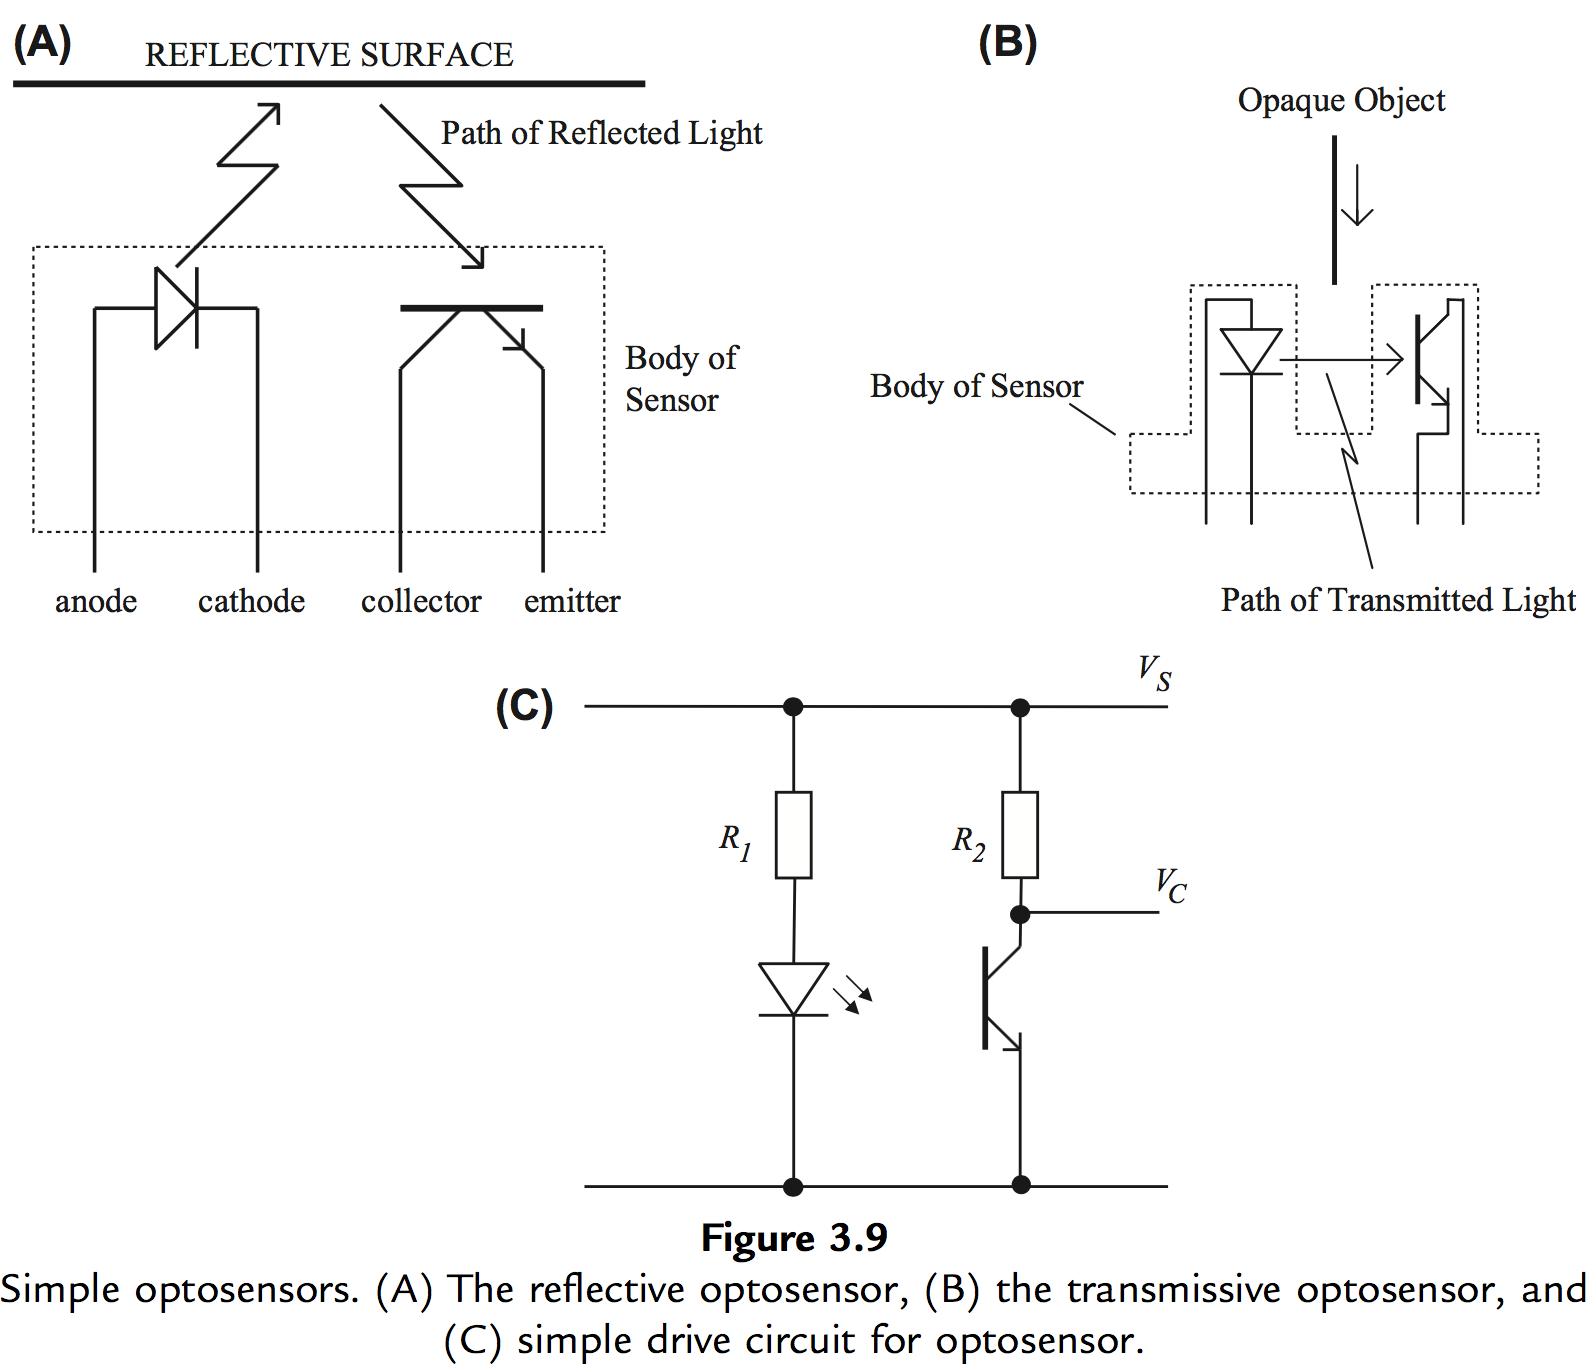 (A)
REFLECTIVE SURFACE
Path of Reflected Light
Body of
Sensor
anode
cathode
collector
emitter
(B)
Opaque Object
Body of Sensor
Path of Transmitted Light
(C)
VS
R1
R2
VC
Figure 3.9
Simple optosensors. (A) The reflective optosensor, (B) the transmissive optosensor, and
(C) simple drive circuit for optosensor.